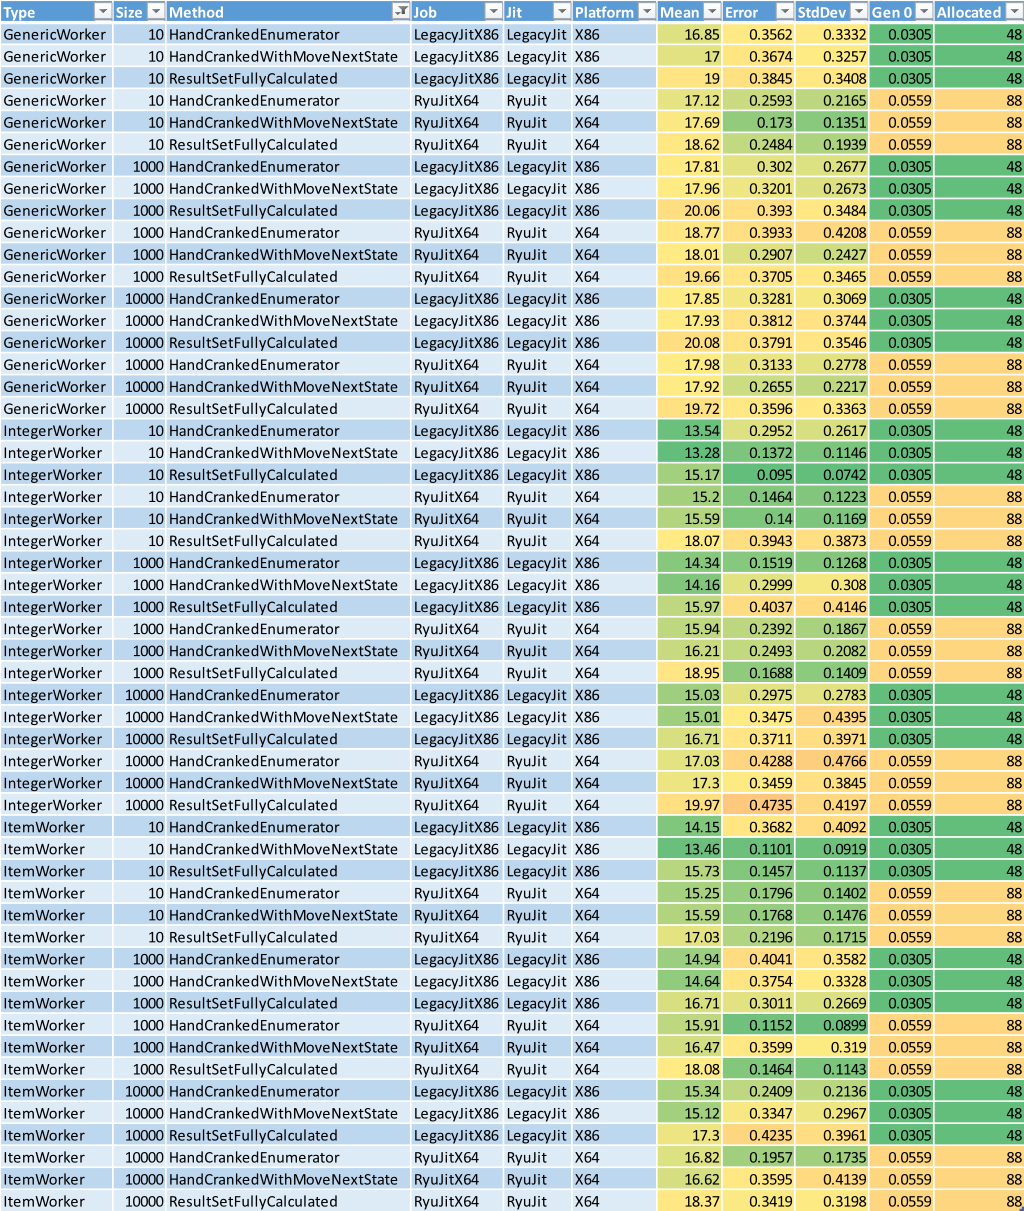 Type Size Method Job Jit Platform Mean Error StdDev Gen 0 Allocated
GenericWorker 10 HandCrankedEnumerator LegacyJitX86 LegacyJit X86 16.85 0.3562 0.3332 0.0305 48
GenericWorker 10 HandCrankedWithMoveNextState LegacyJitX86 LegacyJit X86 17 0.3674 0.3257 0.0305 48
GenericWorker 10 ResultSetFullyCalculated LegacyJitX86 LegacyJit X86 19 0.3845 0.3408 0.0305 48
GenericWorker 10 HandCrankedEnumerator RyuJitX64 RyuJit X64 17.12 0.2593 0.2165 0.0559 88
GenericWorker 10 HandCrankedWithMoveNextState RyuJitX64 RyuJit X64 17.69 0.173 0.1351 0.0559 88
GenericWorker 10 ResultSetFullyCalculated RyuJitX64 RyuJit X64 18.62 0.2484 0.1939 0.0559 88
GenericWorker 1000 HandCrankedEnumerator LegacyJitX86 LegacyJit X86 17.81 0.302 0.2677 0.0305 48
GenericWorker 1000 HandCrankedWithMoveNextState LegacyJitX86 LegacyJit X86 17.96 0.3201 0.2673 0.0305 48
GenericWorker 1000 ResultSetFullyCalculated LegacyJitX86 LegacyJit X86 20.06 0.393 0.3484 0.0305 48
GenericWorker 1000 HandCrankedEnumerator RyuJitX64 RyuJit X64 18.77 0.3933 0.4208 0.0559 88
GenericWorker 1000 HandCrankedWithMoveNextState RyuJitX64 RyuJit X64 18.01 0.2907 0.2427 0.0559 88
GenericWorker 1000 ResultSetFullyCalculated RyuJitX64 RyuJit X64 19.66 0.3705 0.3465 0.0559 88
GenericWorker 10000 HandCrankedEnumerator LegacyJitX86 LegacyJit X86 17.85 0.3281 0.3069 0.0305 48
GenericWorker 10000 HandCrankedWithMoveNextState LegacyJitX86 LegacyJit X86 17.93 0.3812 0.3744 0.0305 48
GenericWorker 10000 ResultSetFullyCalculated LegacyJitX86 LegacyJit X86 20.08 0.3791 0.3546 0.0305 48
GenericWorker 10000 HandCrankedEnumerator RyuJitX64 RyuJit X64 17.98 0.3133 0.2778 0.0559 88
GenericWorker 10000 HandCrankedWithMoveNextState RyuJitX64 RyuJit X64 17.92 0.2655 0.2217 0.0559 88
GenericWorker 10000 ResultSetFullyCalculated RyuJitX64 RyuJit X64 19.72 0.3596 0.3363 0.0559 88
IntegerWorker 10 HandCrankedEnumerator LegacyJitX86 LegacyJit X86 13.54 0.2952 0.2617 0.0305 48
IntegerWorker 10 HandCrankedWithMoveNextState LegacyJitX86 LegacyJit X86 13.28 0.1372 0.1146 0.0305 48
IntegerWorker 10 ResultSetFullyCalculated LegacyJitX86 LegacyJit X86 15.17 0.095 0.0742 0.0305 48
IntegerWorker 10 HandCrankedEnumerator RyuJitX64 RyuJit X64 15.2 0.1464 0.1223 0.0559 88
IntegerWorker 10 HandCrankedWithMoveNextState RyuJitX64 RyuJit X64 15.59 0.14 0.1169 0.0559 88
IntegerWorker 10 ResultSetFullyCalculated RyuJitX64 RyuJit X64 18.07 0.3943 0.3873 0.0559 88
IntegerWorker 1000 HandCrankedEnumerator LegacyJitX86 LegacyJit X86 14.34 0.1519 0.1268 0.0305 48
IntegerWorker 1000 HandCrankedWithMoveNextState LegacyJitX86 LegacyJit X86 14.16 0.2999 0.308 0.0305 48
IntegerWorker 1000 ResultSetFullyCalculated LegacyJitX86 LegacyJit X86 15.97 0.4037 0.4146 0.0305 48
IntegerWorker 1000 HandCrankedEnumerator RyuJitX64 RyuJit X64 15.94 0.2392 0.1867 0.0559 88
IntegerWorker 1000 HandCrankedWithMoveNextState RyuJitX64 RyuJit X64 16.21 0.2493 0.2082 0.0559 88
IntegerWorker 1000 ResultSetFullyCalculated RyuJitX64 RyuJit X64 18.95 0.1688 0.1409 0.0559 88
IntegerWorker 10000 HandCrankedEnumerator LegacyJitX86 LegacyJit X86 15.03 0.2975 0.2783 0.0305 48
IntegerWorker 10000 HandCrankedWithMoveNextState LegacyJitX86 LegacyJit X86 15.01 0.3475 0.4395 0.0305 48
IntegerWorker 10000 ResultSetFullyCalculated LegacyJitX86 LegacyJit X86 16.71 0.3711 0.3971 0.0305 48
IntegerWorker 10000 HandCrankedEnumerator RyuJitX64 RyuJit X64 17.03 0.4288 0.4766 0.0559 88
IntegerWorker 10000 HandCrankedWithMoveNextState RyuJitX64 RyuJit X64 17.3 0.3459 0.3845 0.0559 88
IntegerWorker 10000 ResultSetFullyCalculated RyuJitX64 RyuJit X64 19.97 0.4735 0.4197 0.0559 88
ItemWorker 10 HandCrankedEnumerator LegacyJitX86 LegacyJit X86 14.15 0.3682 0.4092 0.0305 48
ItemWorker 10 HandCrankedWithMoveNextState LegacyJitX86 LegacyJit X86 13.46 0.1101 0.0919 0.0305 48
ItemWorker 10 ResultSetFullyCalculated LegacyJitX86 LegacyJit X86 15.73 0.1457 0.1137 0.0305 48
ItemWorker 10 HandCrankedEnumerator RyuJitX64 RyuJit X64 15.25 0.1796 0.1402 0.0559 88
ItemWorker 10 HandCrankedWithMoveNextState RyuJitX64 RyuJit X64 15.59 0.1768 0.1476 0.0559 88
ItemWorker 10 ResultSetFullyCalculated RyuJitX64 RyuJit X64 17.03 0.2196 0.1715 0.0559 88
ItemWorker 1000 HandCrankedEnumerator LegacyJitX86 LegacyJit X86 14.94 0.4041 0.3582 0.0305 48
ItemWorker 1000 HandCrankedWithMoveNextState LegacyJitX86 LegacyJit X86 14.64 0.3754 0.3328 0.0305 48
ItemWorker 1000 ResultSetFullyCalculated LegacyJitX86 LegacyJit X86 16.71 0.3011 0.2669 0.0305 48
ItemWorker 1000 HandCrankedEnumerator RyuJitX64 RyuJit X64 15.91 0.1152 0.0899 0.0559 88
ItemWorker 1000 HandCrankedWithMoveNextState RyuJitX64 RyuJit X64 16.47 0.3599 0.319 0.0559 88
ItemWorker 1000 ResultSetFullyCalculated RyuJitX64 RyuJit X64 18.08 0.1464 0.1143 0.0559 88
ItemWorker 10000 HandCrankedEnumerator LegacyJitX86 LegacyJit X86 15.34 0.2409 0.2136 0.0305 48
ItemWorker 10000 HandCrankedWithMoveNextState LegacyJitX86 LegacyJit X86 15.12 0.3347 0.2967 0.0305 48
ItemWorker 10000 ResultSetFullyCalculated LegacyJitX86 LegacyJit X86 17.3 0.4235 0.3961 0.0305 48
ItemWorker 10000 HandCrankedEnumerator RyuJitX64 RyuJit X64 16.82 0.1957 0.1735 0.0559 88
ItemWorker 10000 HandCrankedWithMoveNextState RyuJitX64 RyuJit X64 16.62 0.3595 0.4139 0.0559 88
ItemWorker 10000 ResultSetFullyCalculated RyuJitX64 RyuJit X64 18.37 0.3419 0.3198 0.0559 88